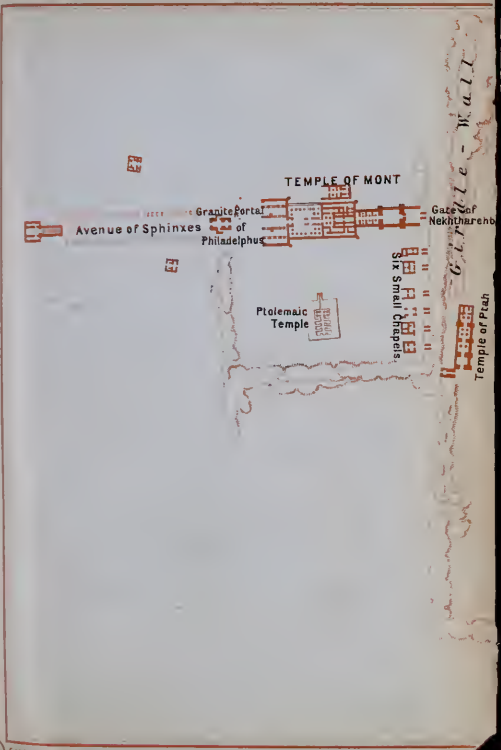 Girdle - Wall
TEMPLE OF MONT
Granite Portal
of
Philadelphus
Avenue of Sphinxes
Gate of
Nekhtharehb
Six Small Chapels.
Ptolemaic
Temple
Temple of Ptah